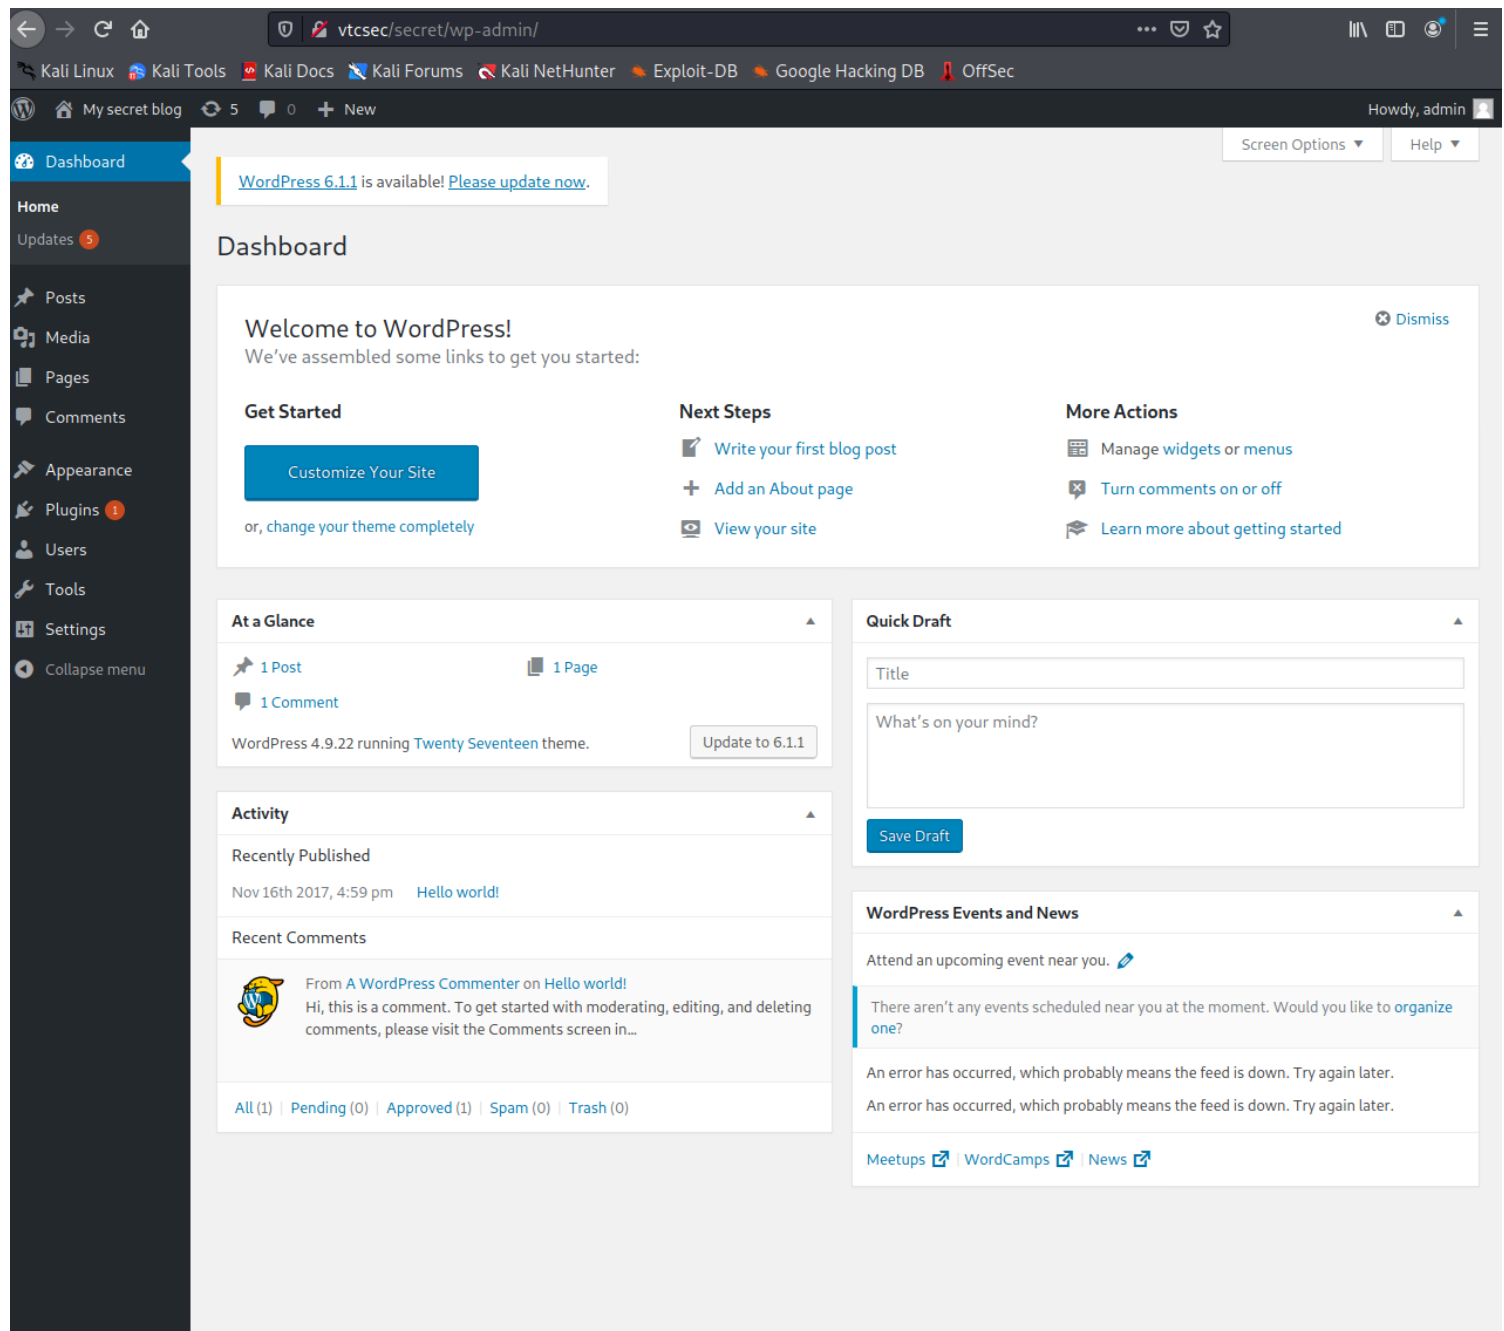 vtcsec/secret/wp-admin/
Kali Linux Kali Tools Kali Docs Kali Forums Kali NetHunter Exploit-DB Google Hacking DB OffSec
My secret blog 5 0 New Howdy, admin
Screen Options Help
Dashboard
Home
Updates 5
Posts
Media
Pages
Comments
Appearance
Plugins 1
Users
Tools
Settings
Collapse menu
WordPress 6.1.1 is available! Please update now.
Dashboard
Welcome to WordPress!
We've assembled some links to get you started:
Dismiss
Get Started
Customize Your Site
or, change your theme completely
Next Steps
Write your first blog post
Add an About page
View your site
More Actions
Manage widgets or menus
Turn comments on or off
Learn more about getting started
At a Glance
1 Post 1 Page
1 Comment
WordPress 4.9.22 running Twenty Seventeen theme. Update to 6.1.1
Activity
Recently Published
Nov 16th 2017, 4:59 pm Hello world!
Recent Comments
From A WordPress Commenter on Hello world!
Hi, this is a comment. To get started with moderating, editing, and deleting
comments, please visit the Comments screen in...
All (1) | Pending (0) | Approved (1) | Spam (0) | Trash (0)
Quick Draft
Title
What's on your mind?
Save Draft
WordPress Events and News
Attend an upcoming event near you.
There aren't any events scheduled near you at the moment. Would you like to organize
one?
An error has occurred, which probably means the feed is down. Try again later.
An error has occurred, which probably means the feed is down. Try again later.
Meetups | WordCamps | News